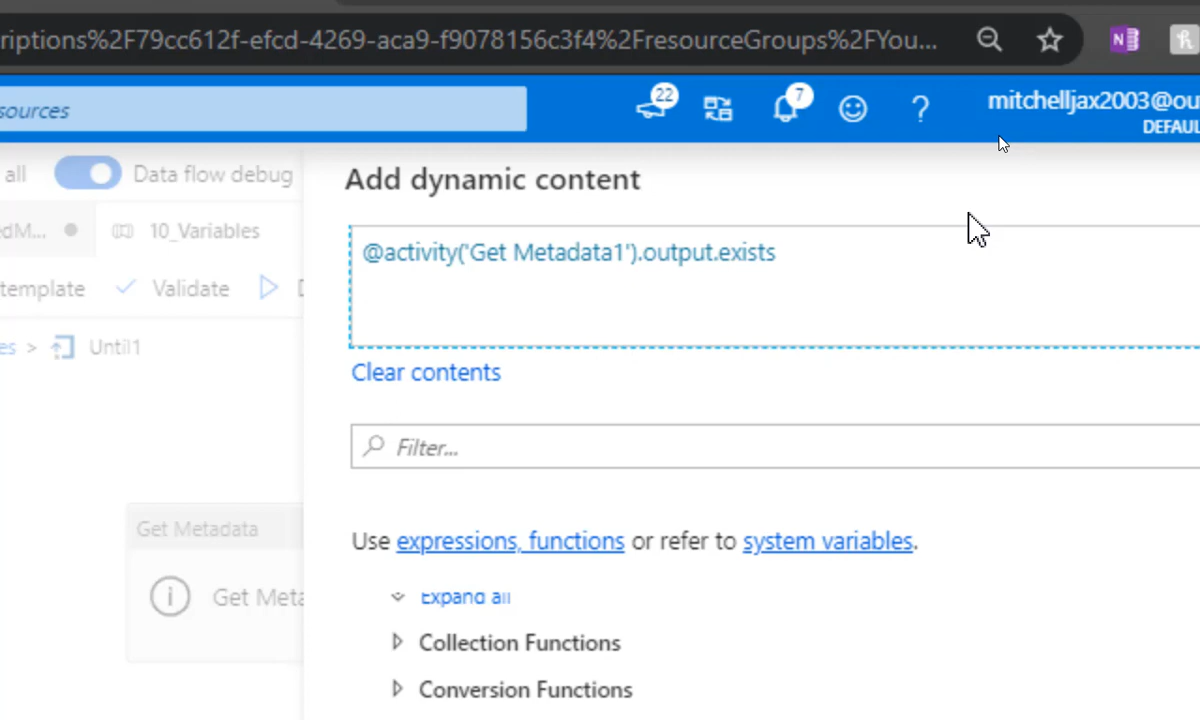 riptions%2F79cc612f-efcd-4269-aca9-f9078156c3f4%2FresourceGroups%2FYou...
sources
22
7
mitchelljax2003@ou
DEFAUL
all
Data flow debug
Add dynamic content
edM...
10_Variables
@activity('Get Metadata1').output.exists
template
Validate
D
es > Until1
Clear contents
Filter...
Get Metadata
Use expressions, functions or refer to system variables.
Get Meta
Expand all
Collection Functions
Conversion Functions